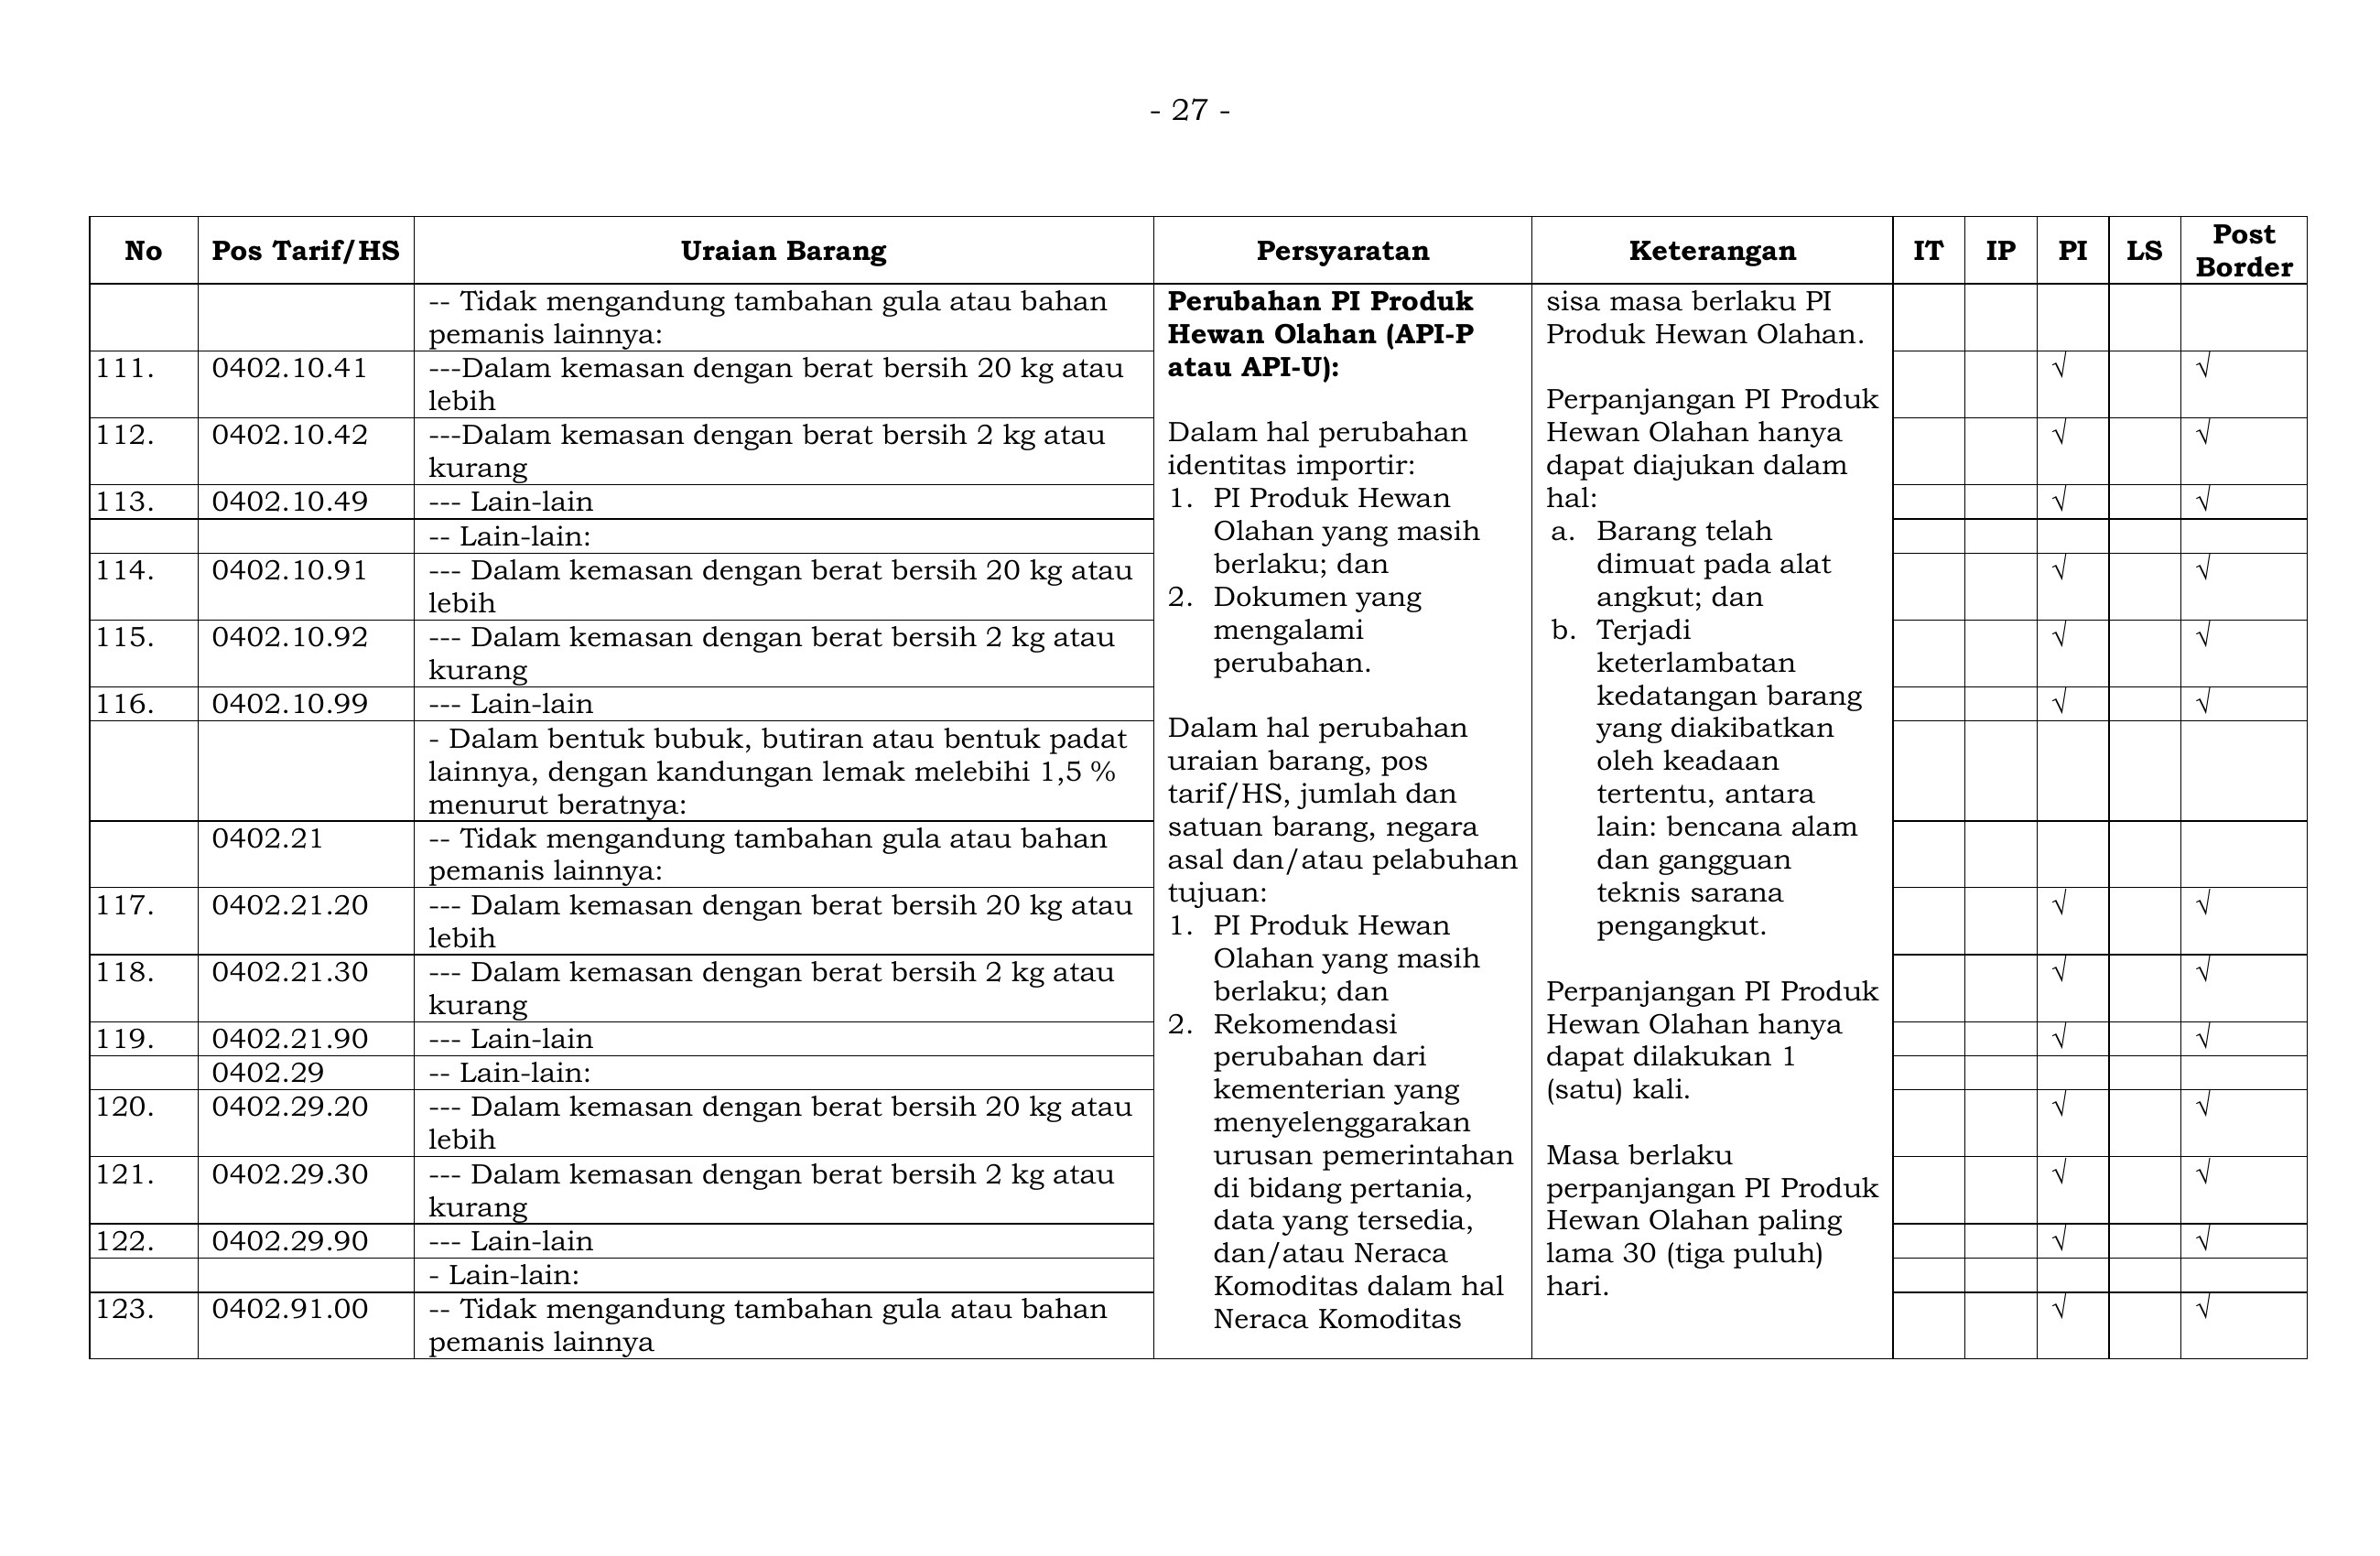 - 27 -
No Pos Tarif/HS Uraian Barang Persyaratan Keterangan IT IP PI LS Post Border
-- Tidak mengandung tambahan gula atau bahan
pemanis lainnya:
111. 0402.10.41 ---Dalam kemasan dengan berat bersih 20 kg atau √ √
lebih
112. 0402.10.42 ---Dalam kemasan dengan berat bersih 2 kg atau √ √
kurang
113. 0402.10.49 --- Lain-lain √ √
-- Lain-lain:
114. 0402.10.91 --- Dalam kemasan dengan berat bersih 20 kg atau √ √
lebih
115. 0402.10.92 --- Dalam kemasan dengan berat bersih 2 kg atau √ √
kurang
116. 0402.10.99 --- Lain-lain √ √
- Dalam bentuk bubuk, butiran atau bentuk padat
lainnya, dengan kandungan lemak melebihi 1,5 %
menurut beratnya:
0402.21 -- Tidak mengandung tambahan gula atau bahan
pemanis lainnya:
117. 0402.21.20 --- Dalam kemasan dengan berat bersih 20 kg atau √ √
lebih
118. 0402.21.30 --- Dalam kemasan dengan berat bersih 2 kg atau √ √
kurang
119. 0402.21.90 --- Lain-lain √ √
0402.29 -- Lain-lain:
120. 0402.29.20 --- Dalam kemasan dengan berat bersih 20 kg atau √ √
lebih
121. 0402.29.30 --- Dalam kemasan dengan berat bersih 2 kg atau √ √
kurang
122. 0402.29.90 --- Lain-lain √ √
- Lain-lain:
123. 0402.91.00 -- Tidak mengandung tambahan gula atau bahan √ √
pemanis lainnya
Perubahan PI Produk
Hewan Olahan (API-P
atau API-U):
Dalam hal perubahan
identitas importir:
1. PI Produk Hewan
Olahan yang masih
berlaku; dan
2. Dokumen yang
mengalami
perubahan.
Dalam hal perubahan
uraian barang, pos
tarif/HS, jumlah dan
satuan barang, negara
asal dan/atau pelabuhan
tujuan:
1. PI Produk Hewan
Olahan yang masih
berlaku; dan
2. Rekomendasi
perubahan dari
kementerian yang
menyelenggarakan
urusan pemerintahan
di bidang pertania,
data yang tersedia,
dan/atau Neraca
Komoditas dalam hal
Neraca Komoditas
sisa masa berlaku PI
Produk Hewan Olahan.
Perpanjangan PI Produk
Hewan Olahan hanya
dapat diajukan dalam
hal:
a. Barang telah
dimuat pada alat
angkut; dan
b. Terjadi
keterlambatan
kedatangan barang
yang diakibatkan
oleh keadaan
tertentu, antara
lain: bencana alam
dan gangguan
teknis sarana
pengangkut.
Perpanjangan PI Produk
Hewan Olahan hanya
dapat dilakukan 1
(satu) kali.
Masa berlaku
perpanjangan PI Produk
Hewan Olahan paling
lama 30 (tiga puluh)
hari.